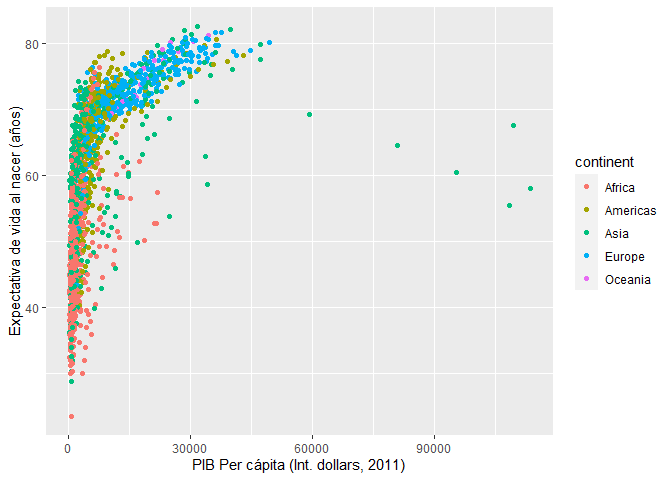 80
60
40
Expectativa de vida al nacer (años)
0
30000
60000
90000
PIB Per cápita (Int. dollars, 2011)
continent
Africa
Americas
Asia
Europe
Oceania